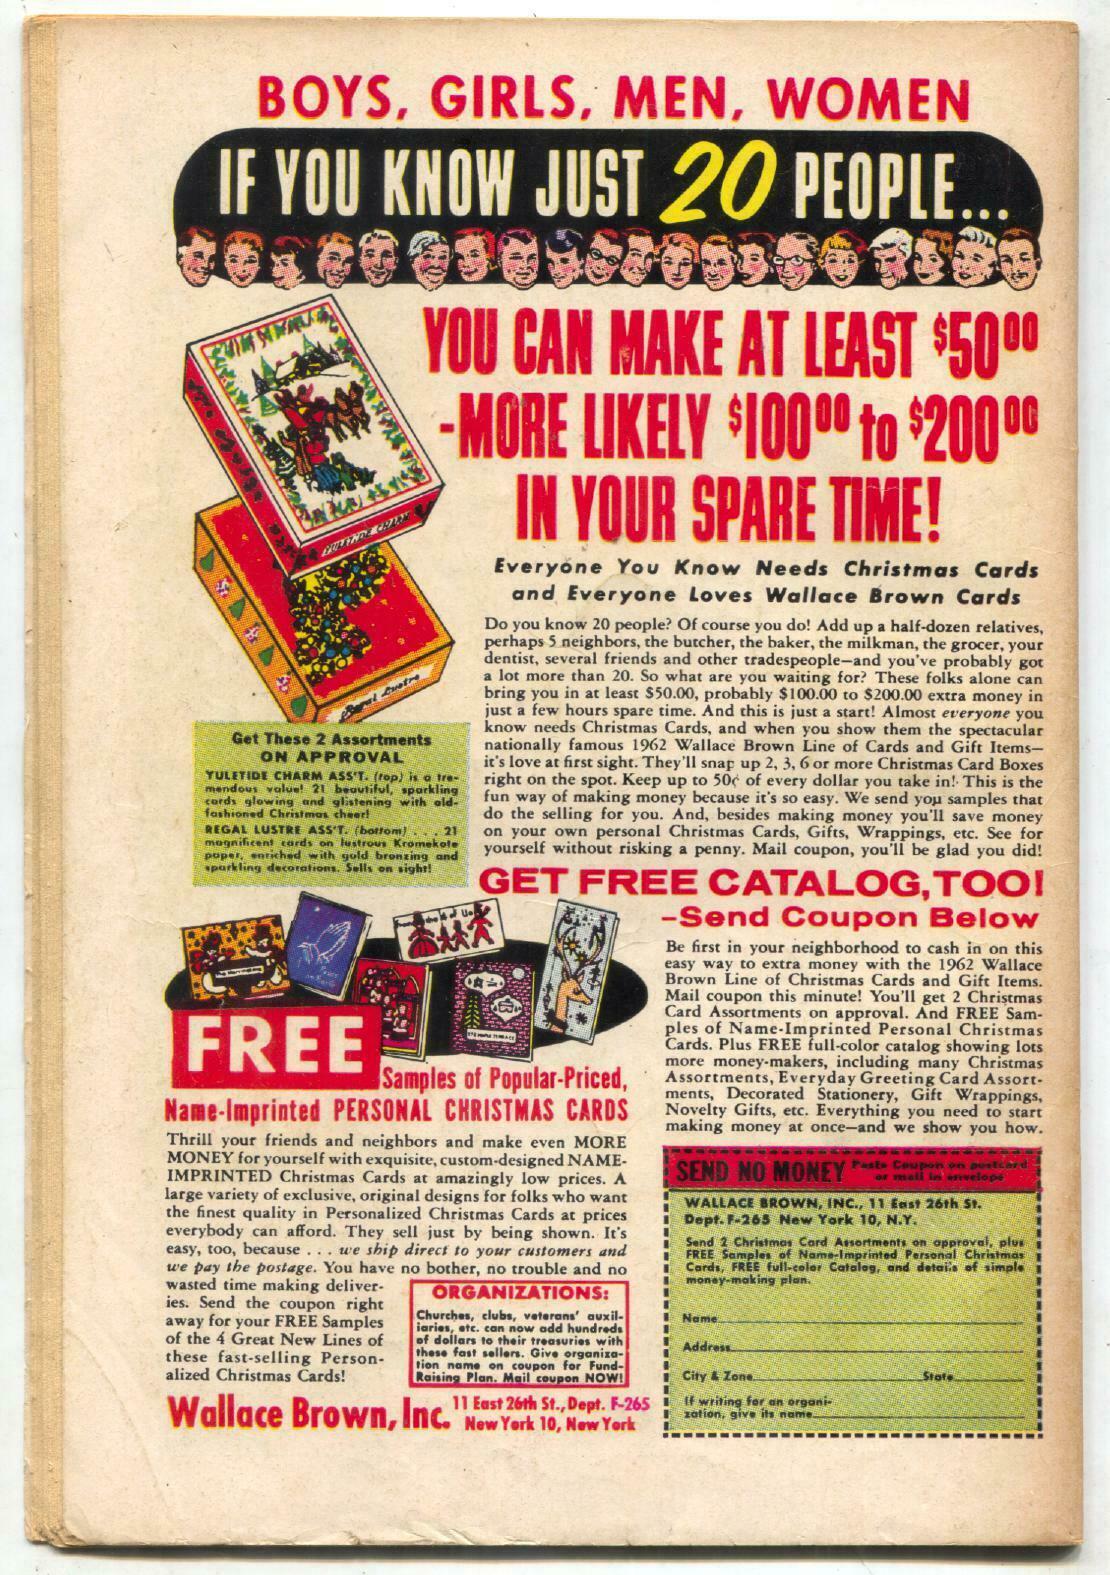 BOYS, GIRLS, MEN, WOMEN
IF YOU KNOW JUST 20 PEOPLE...
YOU CAN MAKE AT LEAST $50⁰⁰
-MORE LIKELY $100⁰⁰ to $200⁰⁰
IN YOUR SPARE TIME!
YULETIDE CHARM
Regal Lustre
Everyone You Know Needs Christmas Cards
and Everyone Loves Wallace Brown Cards
Do you know 20 people? Of course you do! Add up a half-dozen relatives,
perhaps 5 neighbors, the butcher, the baker, the milkman, the grocer, your
dentist, several friends and other tradespeople—and you've probably got
a lot more than 20. So what are you waiting for? These folks alone can
bring you in at least $50.00, probably $100.00 to $200.00 extra money in
just a few hours spare time. And this is just a start! Almost everyone you
know needs Christmas Cards, and when you show them the spectacular
nationally famous 1962 Wallace Brown Line of Cards and Gift Items—
it's love at first sight. They'll snap up 2, 3, 6 or more Christmas Card Boxes
right on the spot. Keep up to 50¢ of every dollar you take in! This is the
fun way of making money because it's so easy. We send you samples that
do the selling for you. And, besides making money you'll save money
on your own personal Christmas Cards, Gifts, Wrappings, etc. See for
yourself without risking a penny. Mail coupon, you'll be glad you did!
Get These 2 Assortments
ON APPROVAL
YULETIDE CHARM ASS'T. (top) is a tre-
mendous value! 21 beautiful, sparkling
cards glowing and glistening with old-
fashioned Christmas cheer!
REGAL LUSTRE ASS'T. (bottom) . . . 21
magnificent cards on lustrous Kromekote
paper, enriched with gold bronzing and
sparkling decorations. Sells on sight!
GET FREE CATALOG, TOO!
-Send Coupon Below
Be first in your neighborhood to cash in on this
easy way to extra money with the 1962 Wallace
Brown Line of Christmas Cards and Gift Items.
Mail coupon this minute! You'll get 2 Christmas
Card Assortments on approval. And FREE Sam-
ples of Name-Imprinted Personal Christmas
Cards. Plus FREE full-color catalog showing lots
more money-makers, including many Christmas
Assortments, Everyday Greeting Card Assort-
ments, Decorated Stationery, Gift Wrappings,
Novelty Gifts, etc. Everything you need to start
making money at once—and we show you how.
FREE
Samples of Popular-Priced,
Name-Imprinted PERSONAL CHRISTMAS CARDS
Thrill your friends and neighbors and make even MORE
MONEY for yourself with exquisite, custom-designed NAME-
IMPRINTED Christmas Cards at amazingly low prices. A
large variety of exclusive, original designs for folks who want
the finest quality in Personalized Christmas Cards at prices
everybody can afford. They sell just by being shown. It's
easy, too, because . . . we ship direct to your customers and
we pay the postage. You have no bother, no trouble and no
wasted time making deliver-
ies. Send the coupon right
away for your FREE Samples
of the 4 Great New Lines of
these fast-selling Person-
alized Christmas Cards!
ORGANIZATIONS:
Churches, clubs, veterans' auxil-
iaries, etc. can now add hundreds
of dollars to their treasuries with
these fast sellers. Give organiza-
tion name on coupon for Fund-
Raising Plan. Mail coupon NOW!
Wallace Brown, Inc. 11 East 26th St., Dept. F-265
New York 10, New York
SEND NO MONEY Paste Coupon on postcard
or mail in envelope
WALLACE BROWN, INC., 11 East 26th St.
Dept. F-265 New York 10, N.Y.
Send 2 Christmas Card Assortments on approval, plus
FREE Samples of Name-Imprinted Personal Christmas
Cards, FREE full-color Catalog, and details of simple
money-making plan.
Name
Address
City & Zone State
If writing for an organi-
zation, give its name